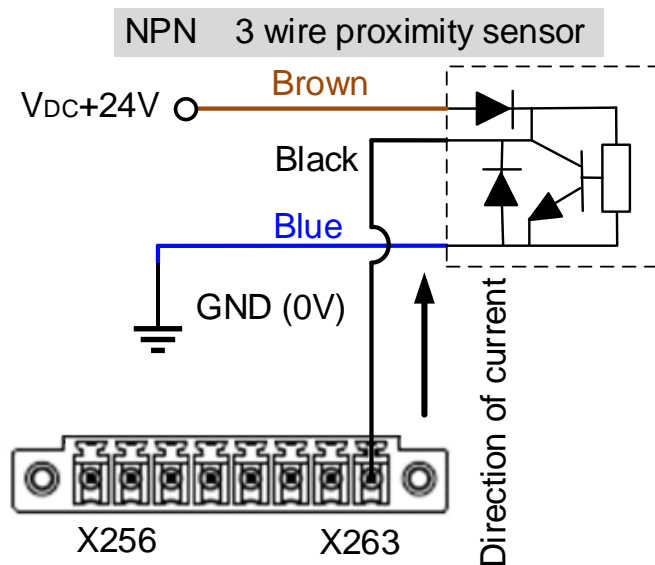 NPN 3 wire proximity sensor
Brown
VDC+24V
Black
Blue
GND (0V)
Direction of current
X256
X263